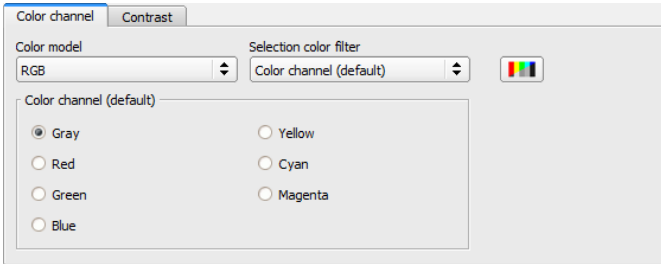 Color channel Contrast
Color model Selection color filter
RGB Color channel (default)
Color channel (default)
Gray Yellow
Red Cyan
Green Magenta
Blue